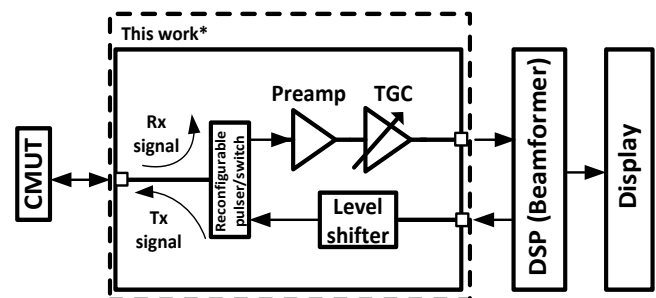 This work*
Preamp
TGC
Rx
signal
Reconfigurable
pulser/switch
CMUT
Tx
signal
Level
shifter
DSP (Beamformer)
Display